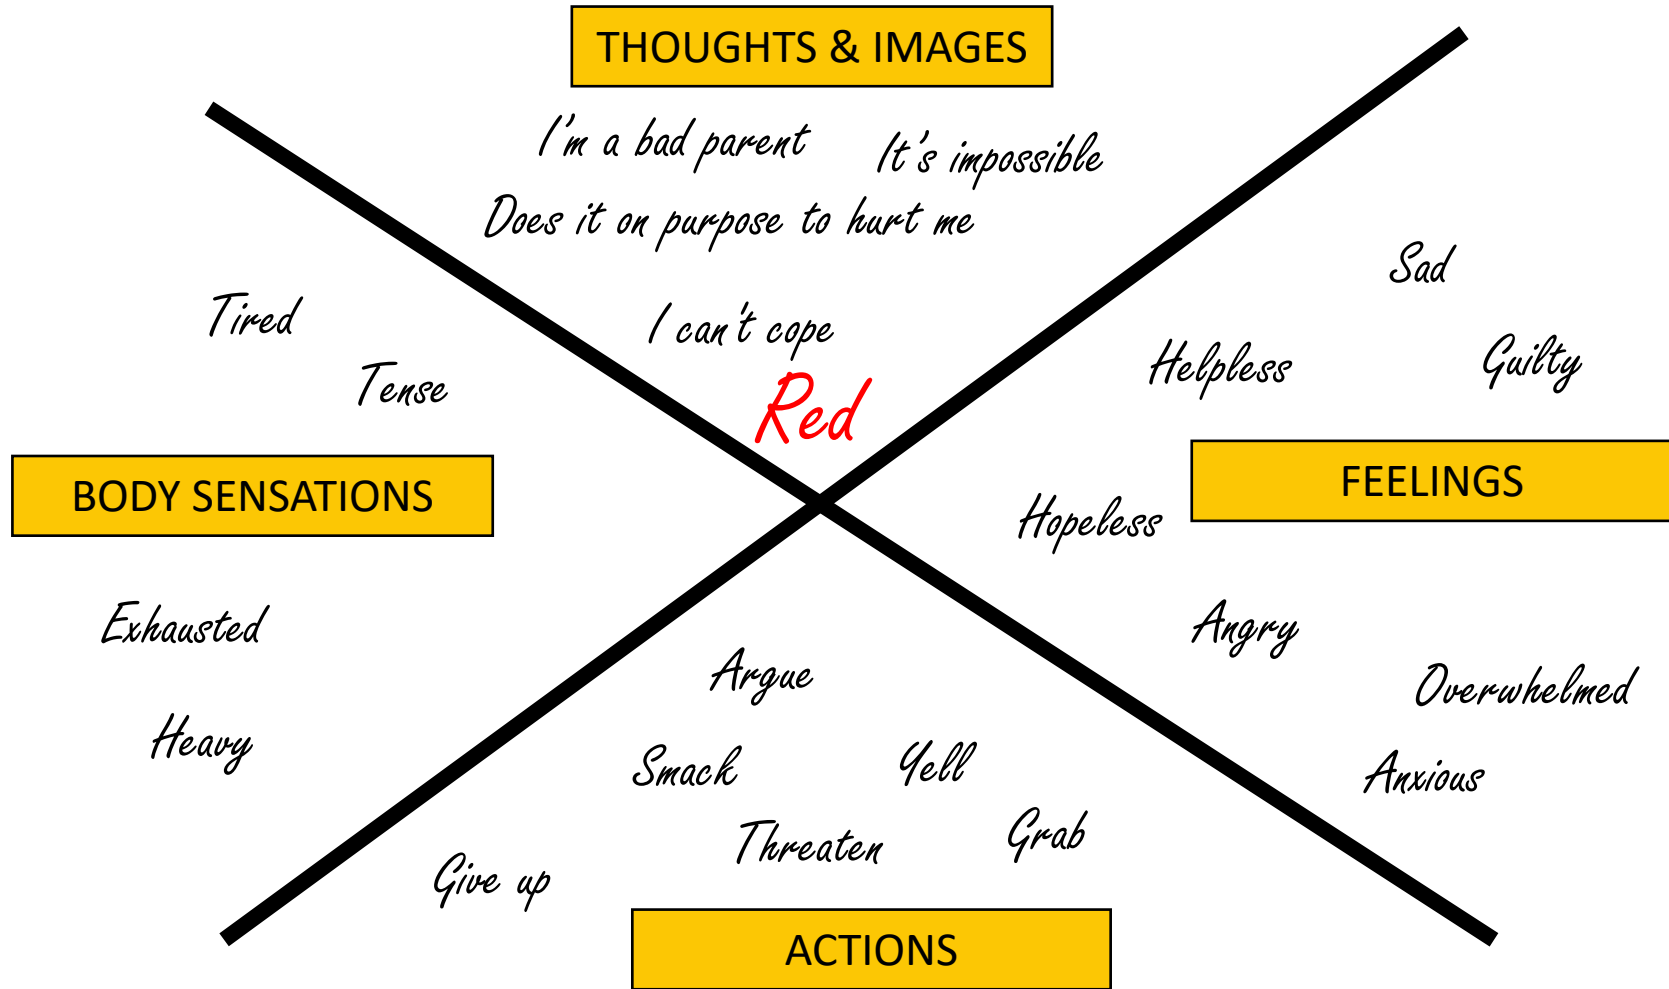 THOUGHTS & IMAGES
I'm a bad parent
It's impossible
Does it on purpose to hurt me
I can't cope
Red
Tired
Tense
BODY SENSATIONS
Exhausted
Heavy
Sad
Helpless
Guilty
FEELINGS
Hopeless
Angry
Overwhelmed
Anxious
Argue
Smack
Yell
Threaten
Grab
Give up
ACTIONS